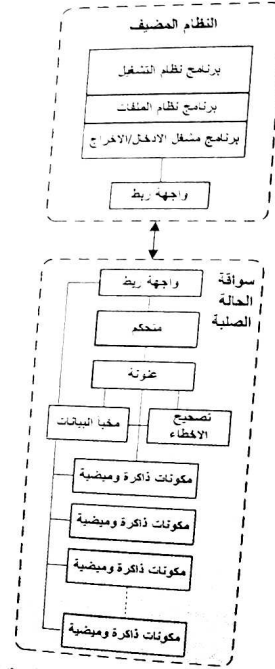 النظام المضيف
برنامج نظام التشغيل
برنامج نظام الملفات
برنامج مشغل الادخال/الاخراج
واجهة ربط
سواقة
الحالة
الصلبة
واجهة ربط
متحكم
عنونة
مخبا البيانات
تصحيح
الاخطاء
مكونات ذاكرة وميضية
مكونات ذاكرة وميضية
مكونات ذاكرة وميضية
مكونات ذاكرة وميضية